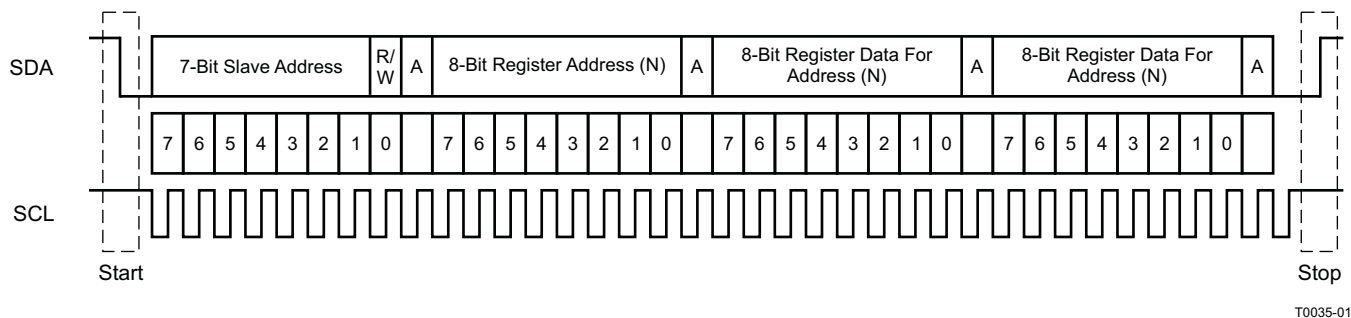 SDA
7-Bit Slave Address
R/
W
A
8-Bit Register Address (N)
A
8-Bit Register Data For
Address (N)
A
8-Bit Register Data For
Address (N)
A
7 6 5 4 3 2 1 0 7 6 5 4 3 2 1 0 7 6 5 4 3 2 1 0 7 6 5 4 3 2 1 0
SCL
Start
Stop
T0035-01